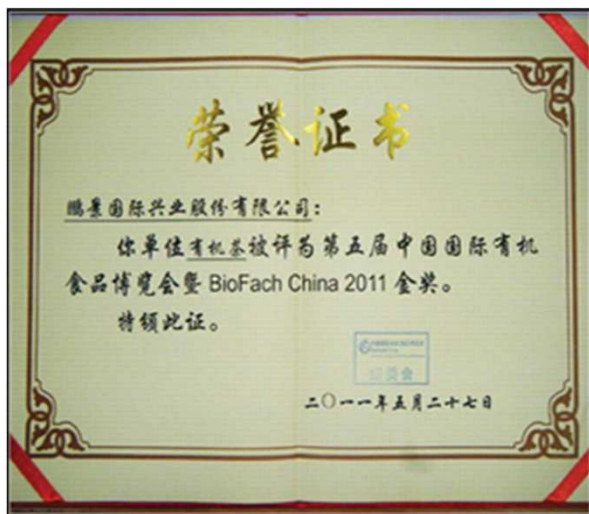 荣誉证书
鹏景国际兴业股份有限公司：
你单位有机茶被评为第五届中国国际有机
食品博览会暨 BioFach China 2011 金奖。
特颁此证。
组委会
二〇一一年五月二十七日